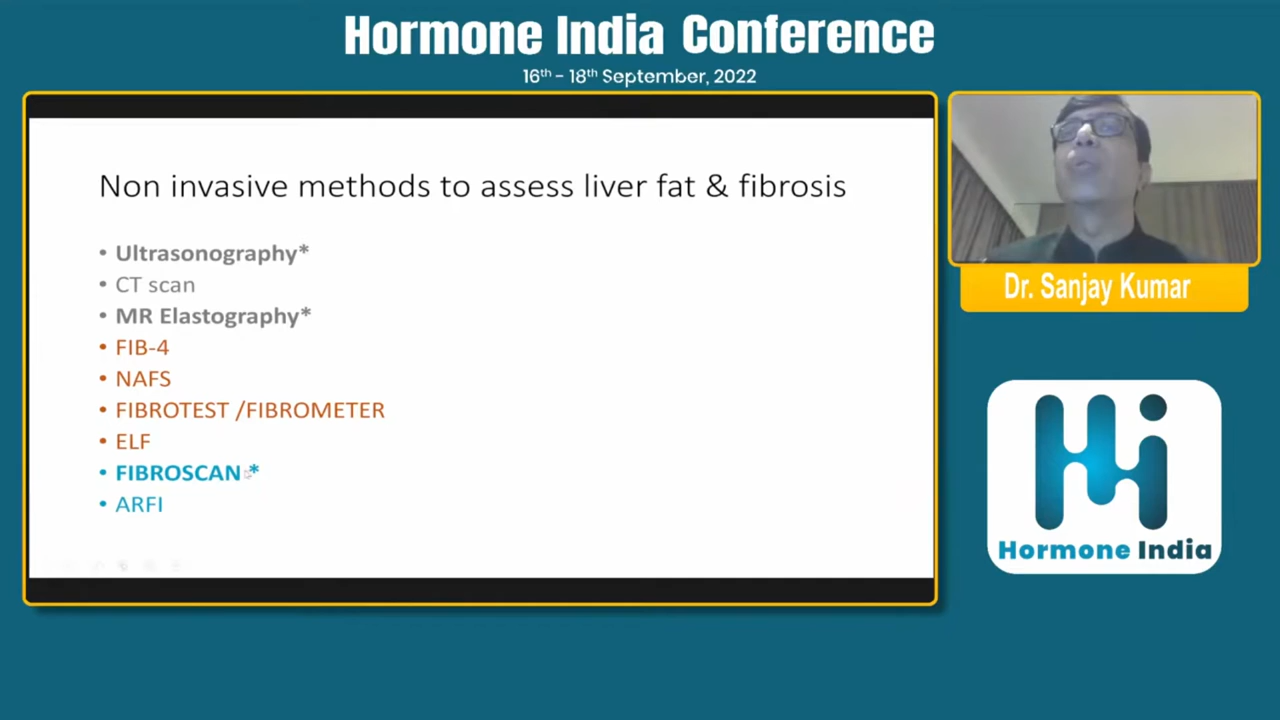 Hormone India Conference
16th - 18th September, 2022
Non invasive methods to assess liver fat & fibrosis
• Ultrasonography*
• CT scan
• MR Elastography*
• FIB-4
• NAFS
• FIBROTEST /FIBROMETER
• ELF
• FIBROSCAN *
• ARFI
Dr. Sanjay Kumar
Hi
Hormone India